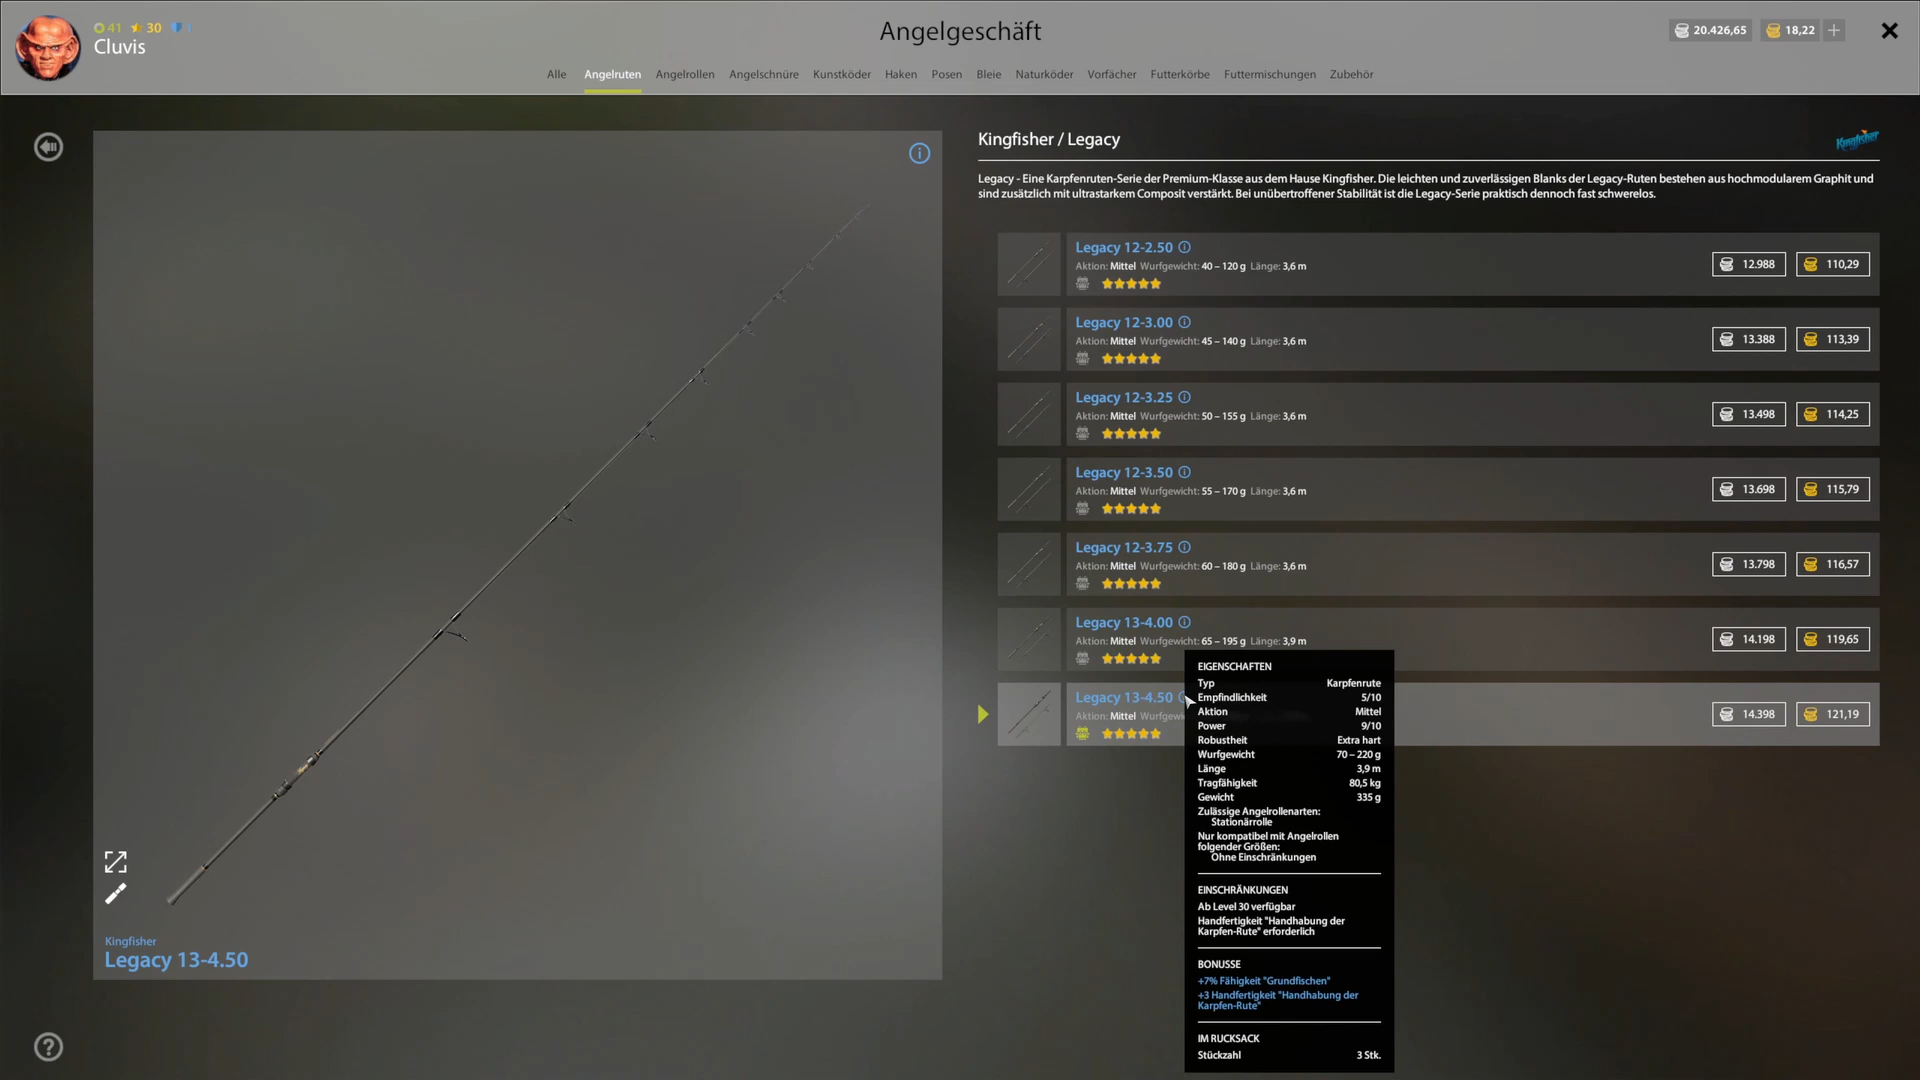 41 30 1
Cluvis
Angelgeschäft
20.426,65 18,22
Alle Angelruten Angelrollen Angelschnüre Kunstköder Haken Posen Bleie Naturköder Vorfächer Futterkörbe Futtermischungen Zubehör
Kingfisher
Legacy 13-4.50
Kingfisher / Legacy
Kingfisher
Legacy - Eine Karpfenruten-Serie der Premium-Klasse aus dem Hause Kingfisher. Die leichten und zuverlässigen Blanks der Legacy-Ruten bestehen aus hochmodularem Graphit und
sind zusätzlich mit ultrastarkem Composit verstärkt. Bei unübertroffener Stabilität ist die Legacy-Serie praktisch dennoch fast schwerelos.
Legacy 12-2.50
Aktion: Mittel Wurfgewicht: 40 – 120 g Länge: 3,6 m
12.988 110,29
Legacy 12-3.00
Aktion: Mittel Wurfgewicht: 45 – 140 g Länge: 3,6 m
13.388 113,39
Legacy 12-3.25
Aktion: Mittel Wurfgewicht: 50 – 155 g Länge: 3,6 m
13.498 114,25
Legacy 12-3.50
Aktion: Mittel Wurfgewicht: 55 – 170 g Länge: 3,6 m
13.698 115,79
Legacy 12-3.75
Aktion: Mittel Wurfgewicht: 60 – 180 g Länge: 3,6 m
13.798 116,57
Legacy 13-4.00
Aktion: Mittel Wurfgewicht: 65 – 195 g Länge: 3,9 m
14.198 119,65
Legacy 13-4.50
Aktion: Mittel Wurfgewi
14.398 121,19
EIGENSCHAFTEN
Typ Karpfenrute
Empfindlichkeit 5/10
Aktion Mittel
Power 9/10
Robustheit Extra hart
Wurfgewicht 70 – 220 g
Länge 3,9 m
Tragfähigkeit 80,5 kg
Gewicht 335 g
Zulässige Angelrollenarten:
Stationärrolle
Nur kompatibel mit Angelrollen
folgender Größen:
Ohne Einschränkungen
EINSCHRÄNKUNGEN
Ab Level 30 verfügbar
Handfertigkeit "Handhabung der
Karpfen-Rute" erforderlich
BONUSSE
+7% Fähigkeit "Grundfischen"
+3 Handfertigkeit "Handhabung der
Karpfen-Rute"
IM RUCKSACK
Stückzahl 3 Stk.